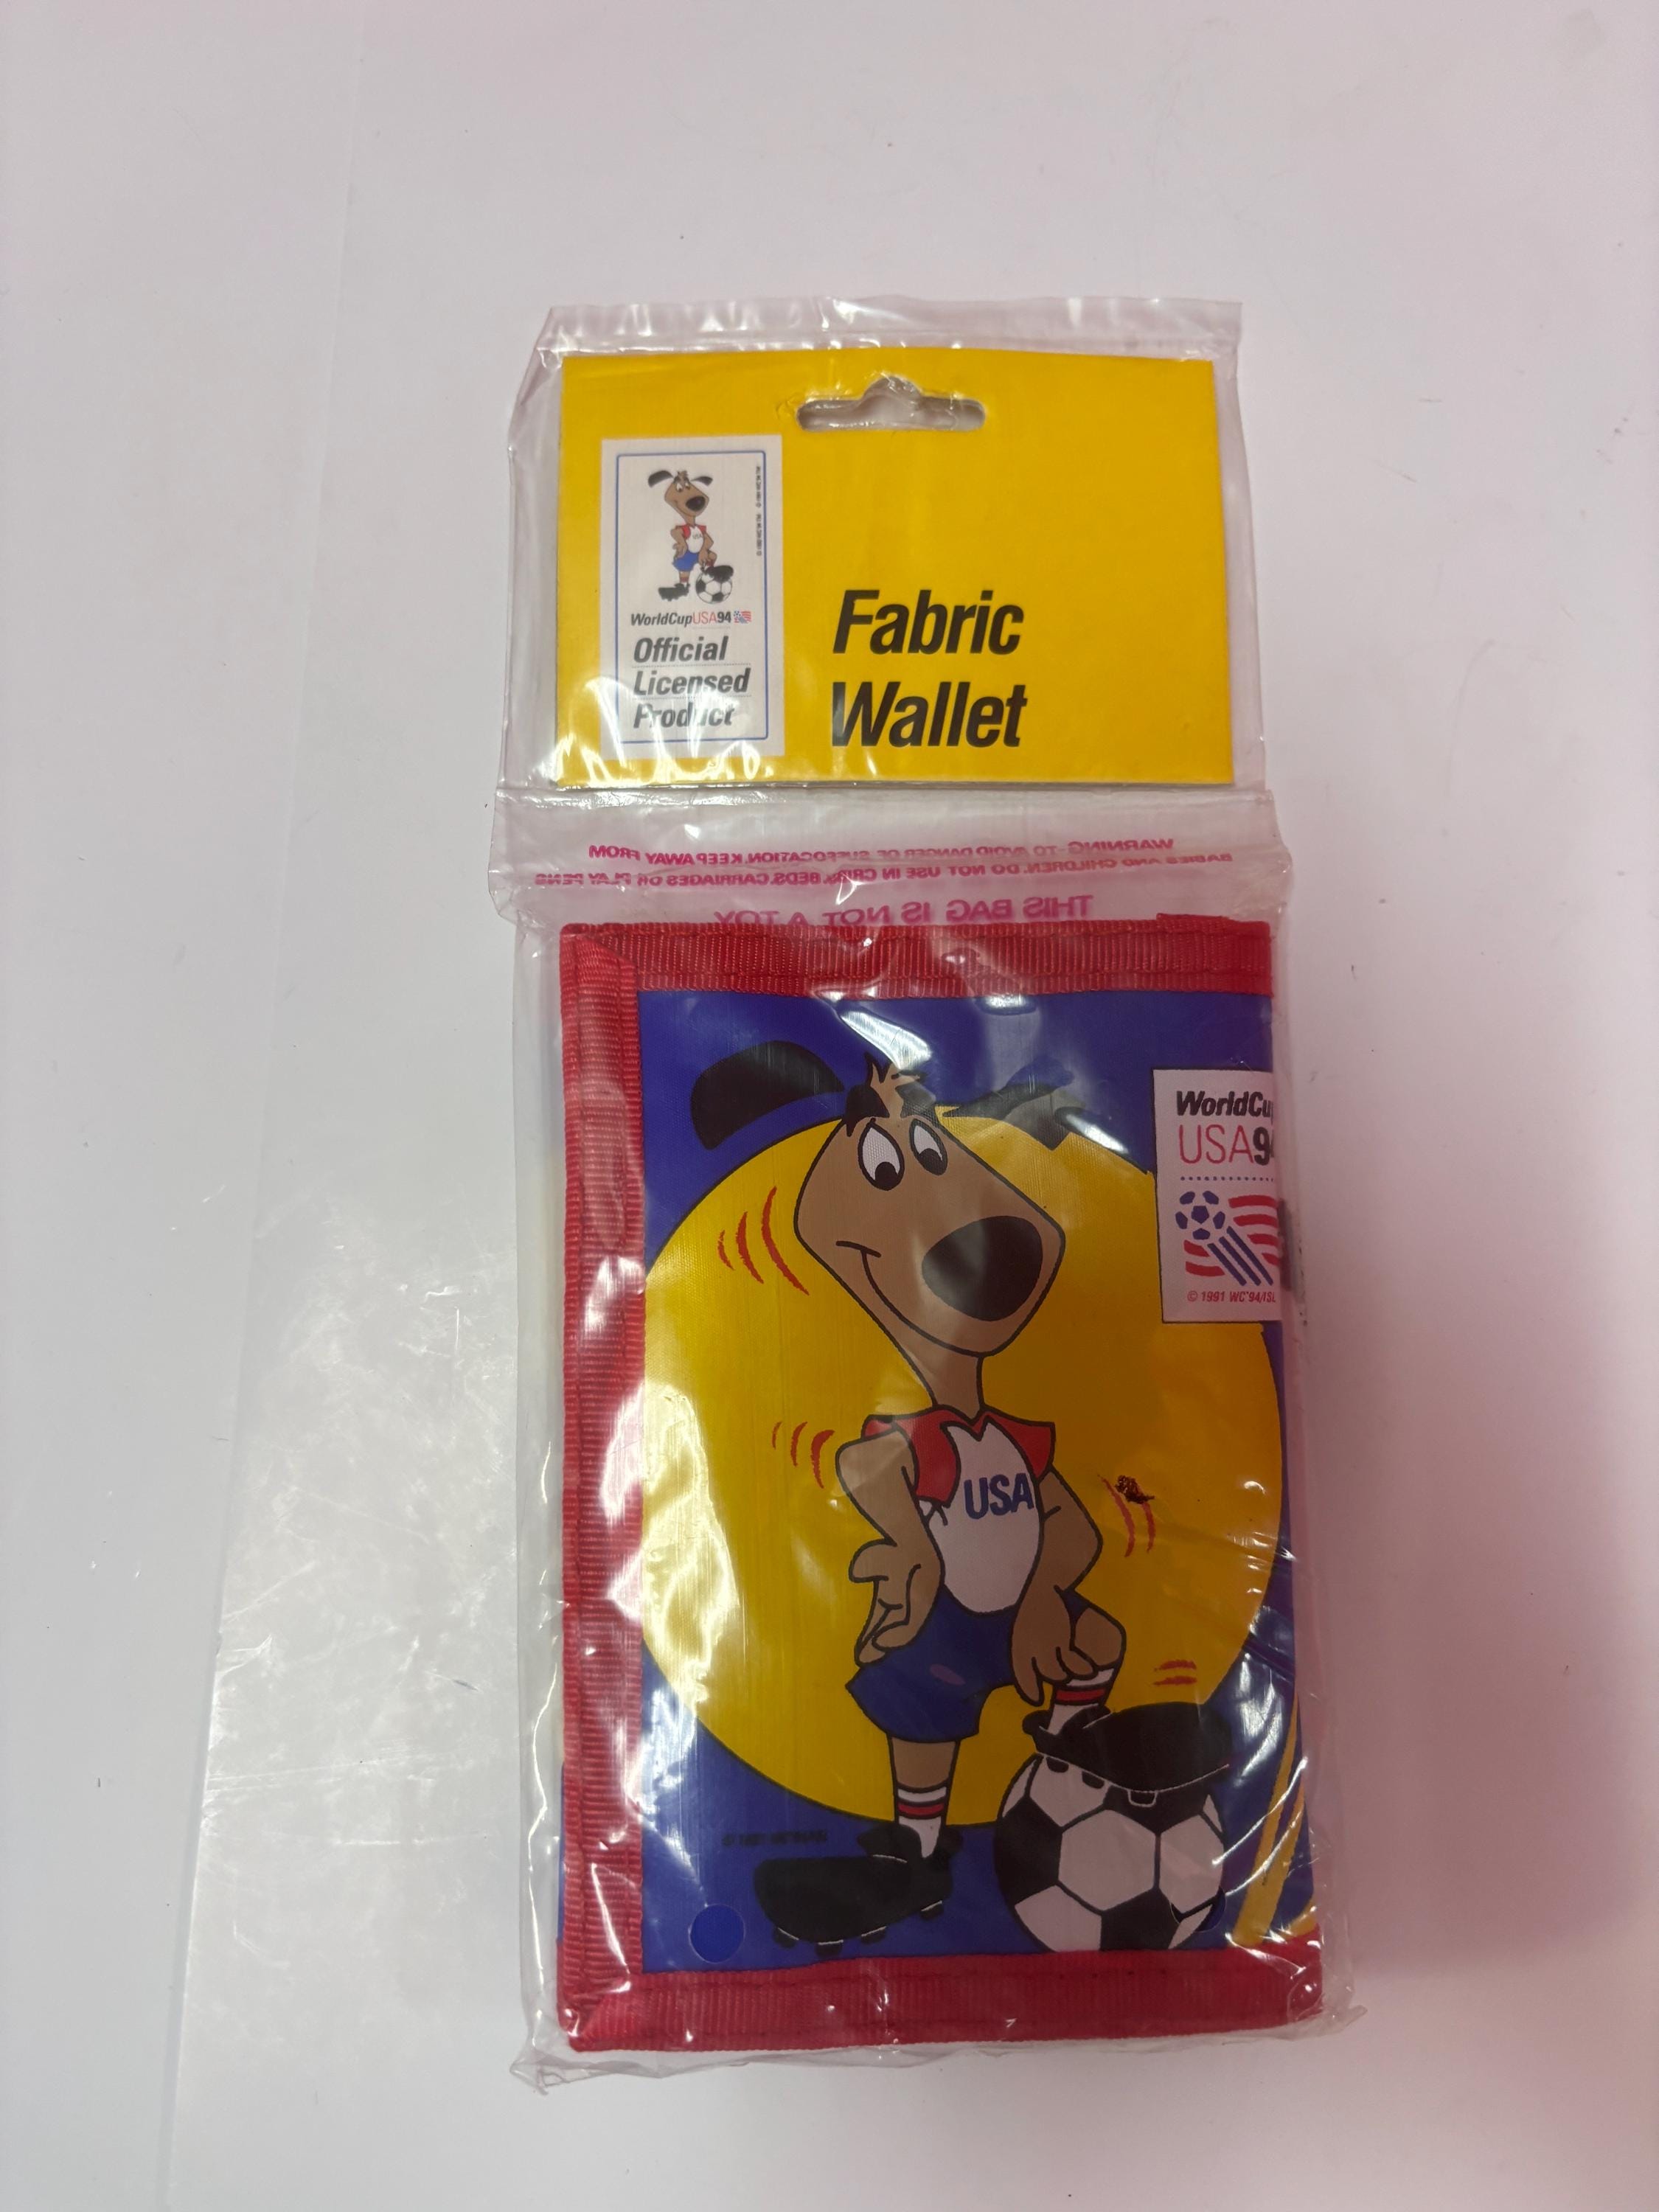 WorldCupUSA94
Official
Licensed
Product
Fabric
Wallet
WARNING-TO AVOID DANGER OF SUFFOCATION.KEEP AWAY FROM
BABIES AND CHILDREN.DO NOT USE IN CRIBS.BEDS.CARRIAGES OR PLAY PENS
THIS BAG IS NOT A TOY
WorldCu
USA94
© 1991 WC'94/ISL
USA